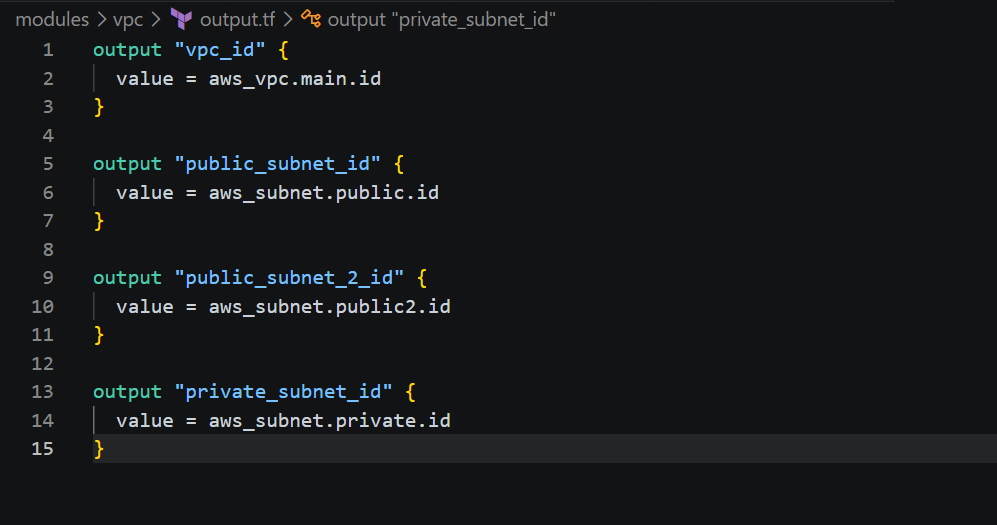 modules > vpc > output.tf > output "private_subnet_id"
1 output "vpc_id" {
2   value = aws_vpc.main.id
3 }
4
5 output "public_subnet_id" {
6   value = aws_subnet.public.id
7 }
8
9 output "public_subnet_2_id" {
10   value = aws_subnet.public2.id
11 }
12
13 output "private_subnet_id" {
14   value = aws_subnet.private.id
15 }